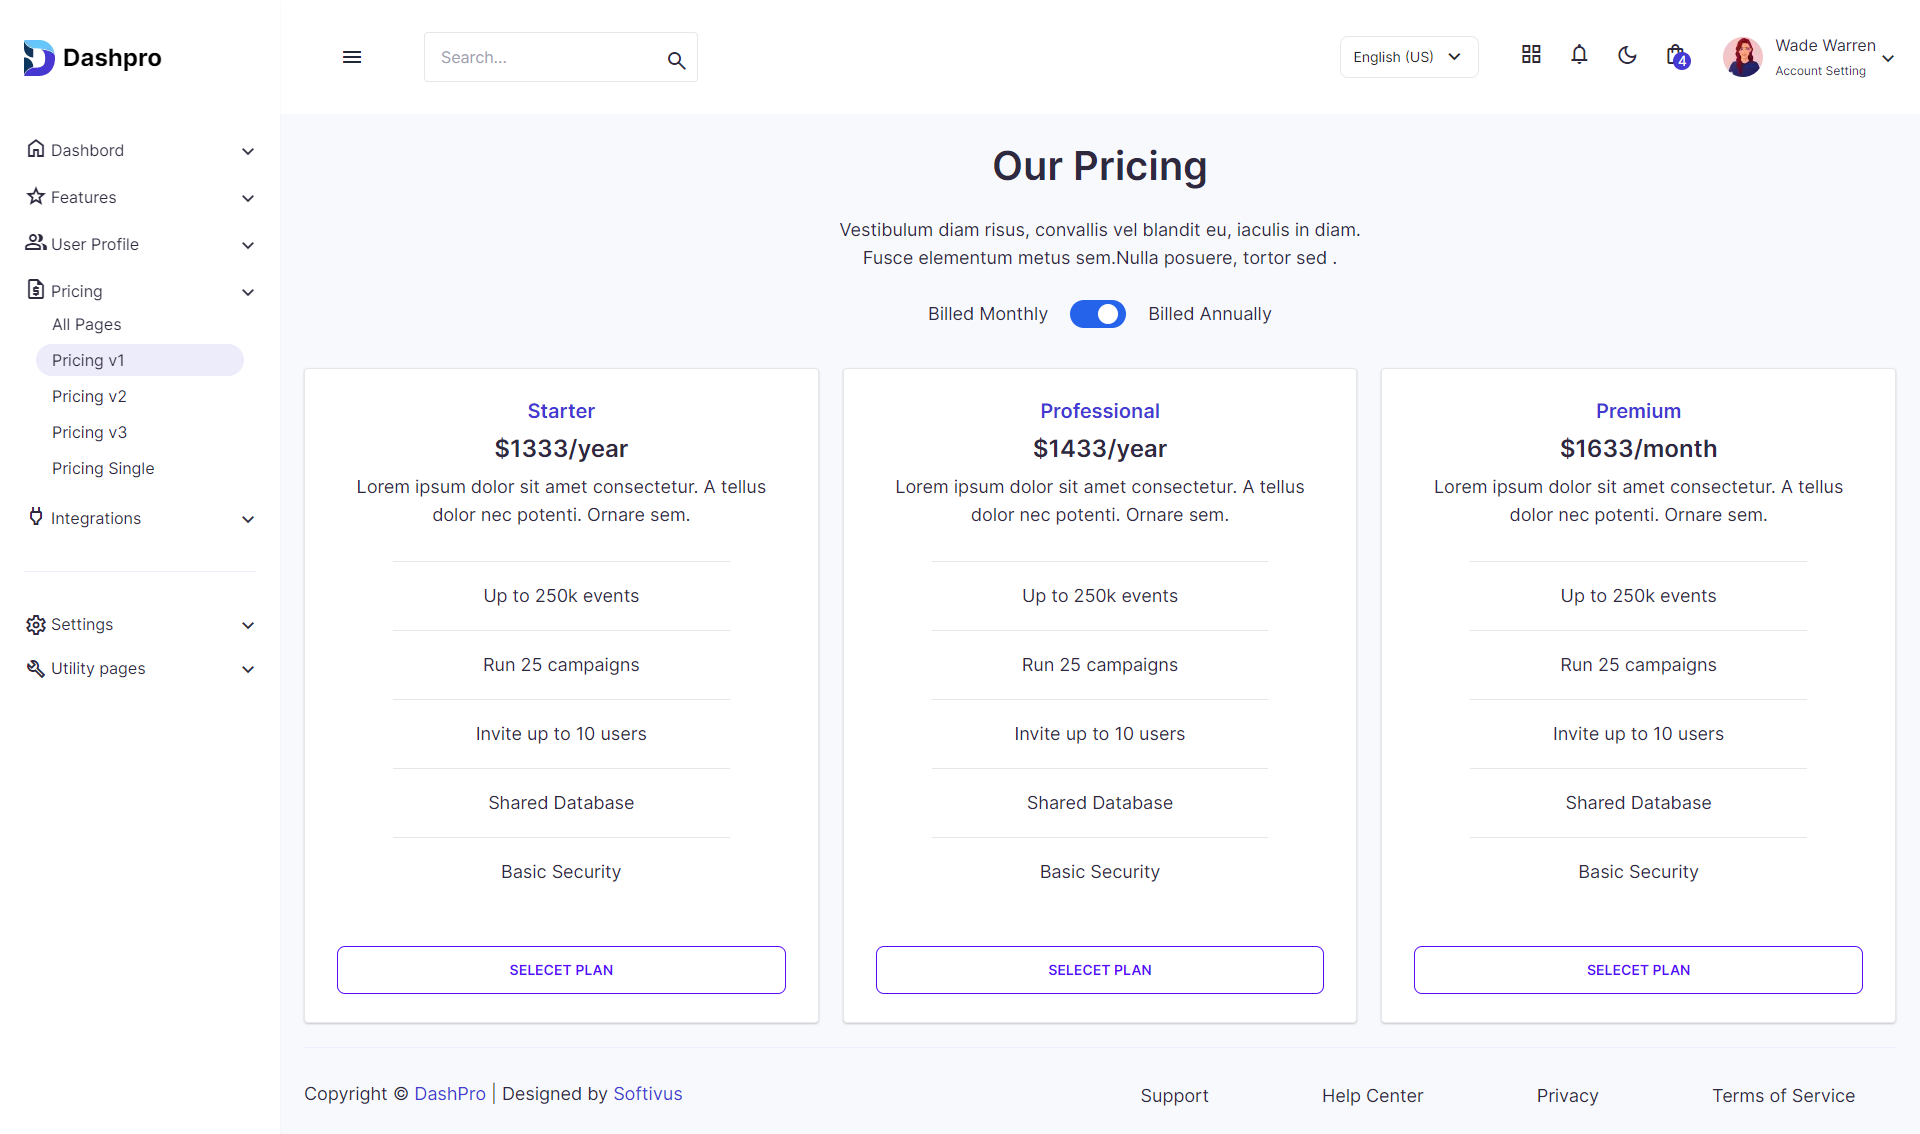 Dashpro
Search...
English (US)
4
Wade Warren
Account Setting
Dashbord
Features
User Profile
Pricing
All Pages
Pricing v1
Pricing v2
Pricing v3
Pricing Single
Integrations
Settings
Utility pages
Our Pricing
Vestibulum diam risus, convallis vel blandit eu, iaculis in diam.
Fusce elementum metus sem.Nulla posuere, tortor sed .
Billed Monthly
Billed Annually
Starter
$1333/year
Lorem ipsum dolor sit amet consectetur. A tellus
dolor nec potenti. Ornare sem.
Up to 250k events
Run 25 campaigns
Invite up to 10 users
Shared Database
Basic Security
SELECET PLAN
Professional
$1433/year
Lorem ipsum dolor sit amet consectetur. A tellus
dolor nec potenti. Ornare sem.
Up to 250k events
Run 25 campaigns
Invite up to 10 users
Shared Database
Basic Security
SELECET PLAN
Premium
$1633/month
Lorem ipsum dolor sit amet consectetur. A tellus
dolor nec potenti. Ornare sem.
Up to 250k events
Run 25 campaigns
Invite up to 10 users
Shared Database
Basic Security
SELECET PLAN
Copyright © DashPro | Designed by Softivus
Support
Help Center
Privacy
Terms of Service